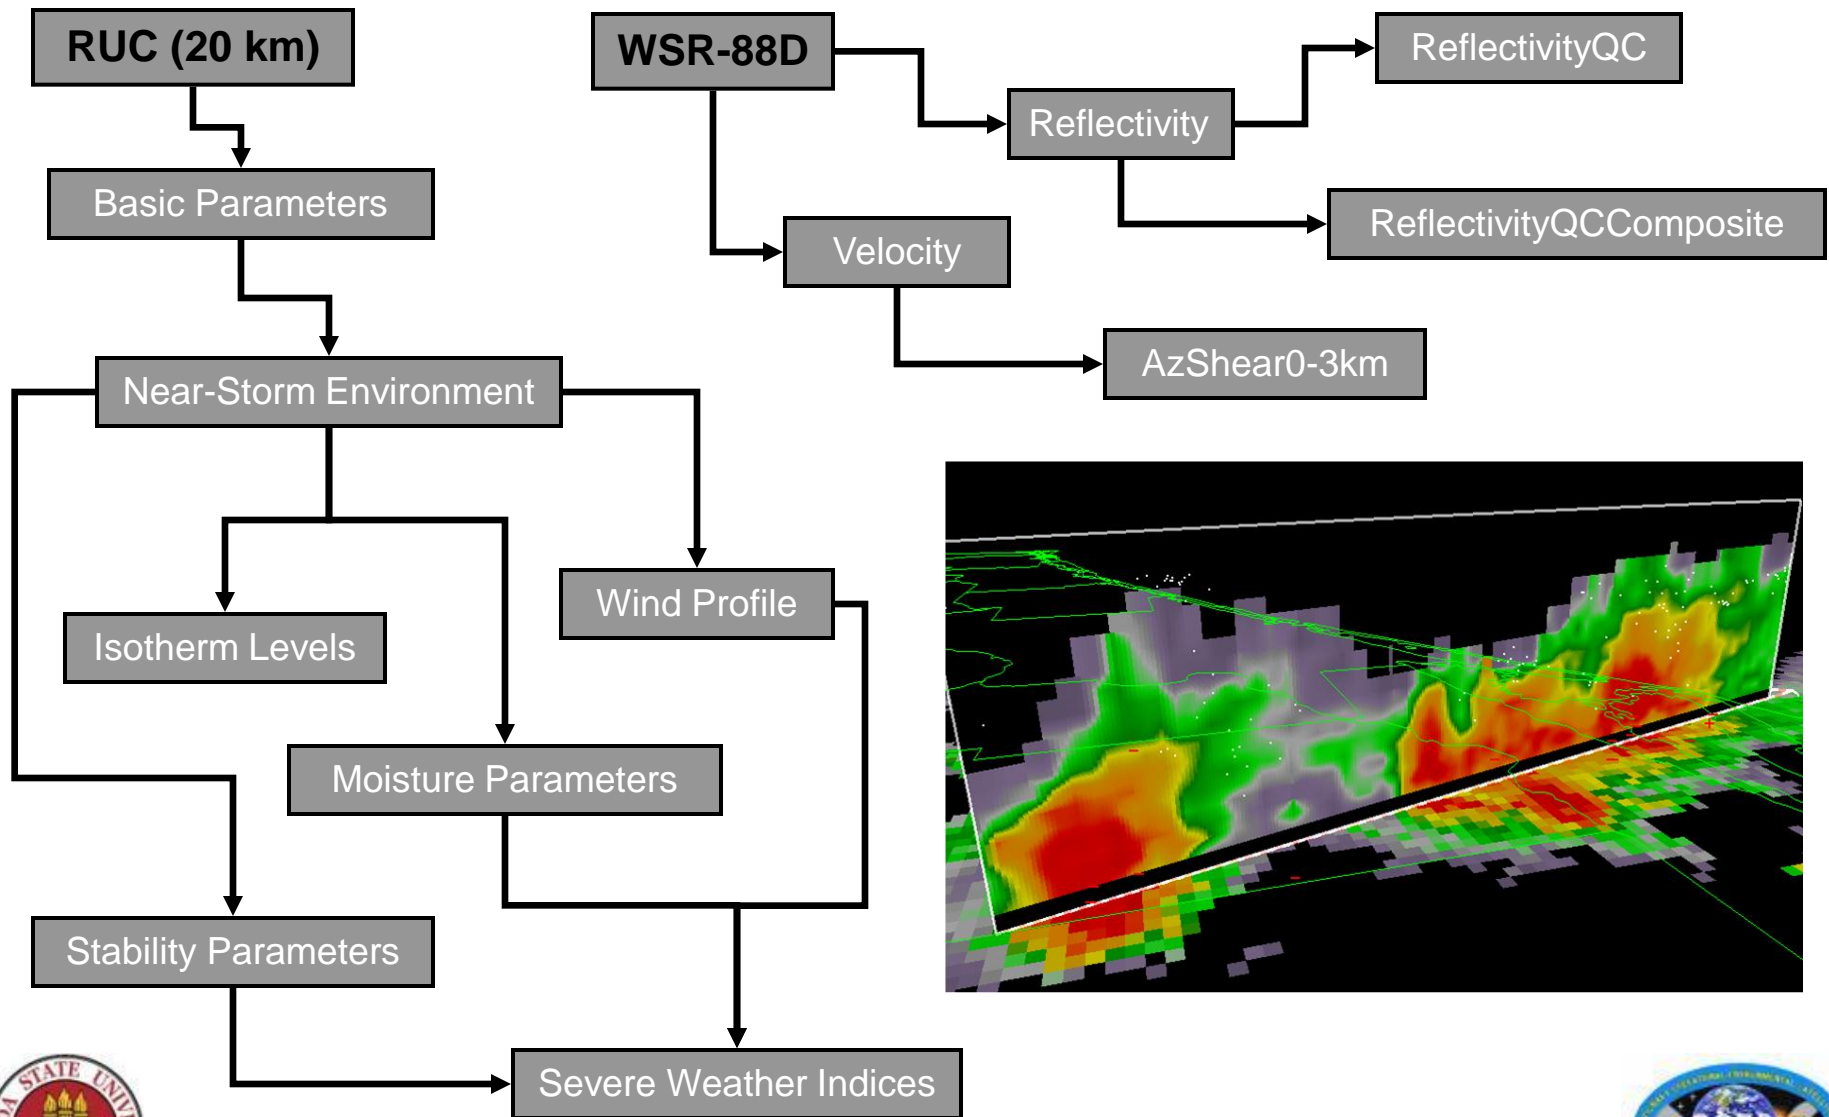 RUC (20 km)
WSR-88D
ReflectivityQC
Reflectivity
Basic Parameters
ReflectivityQCComposite
Velocity
AzShear0-3km
Near-Storm Environment
Wind Profile
Isotherm Levels
Moisture Parameters
Stability Parameters
Severe Weather Indices
STATE